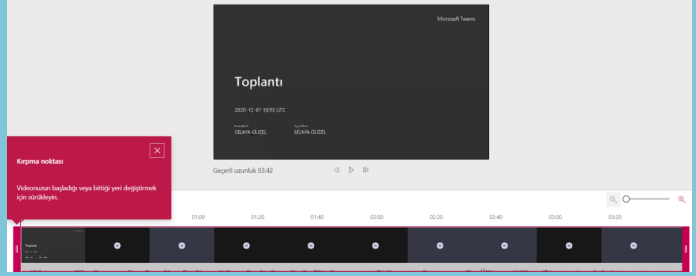 Microsoft Teams
Toplantı
2020-12-07 10:55 UTC
SELMA GÜZEL SELMA GÜZEL
Kırpma noktası
Videonuzun başladığı veya bittiği yeri değiştirmek
için sürükleyin.
Geçerli uzunluk 03:42
01:00 01:20 01:40 02:00 02:20 02:40 03:00 03:20
Toplantı